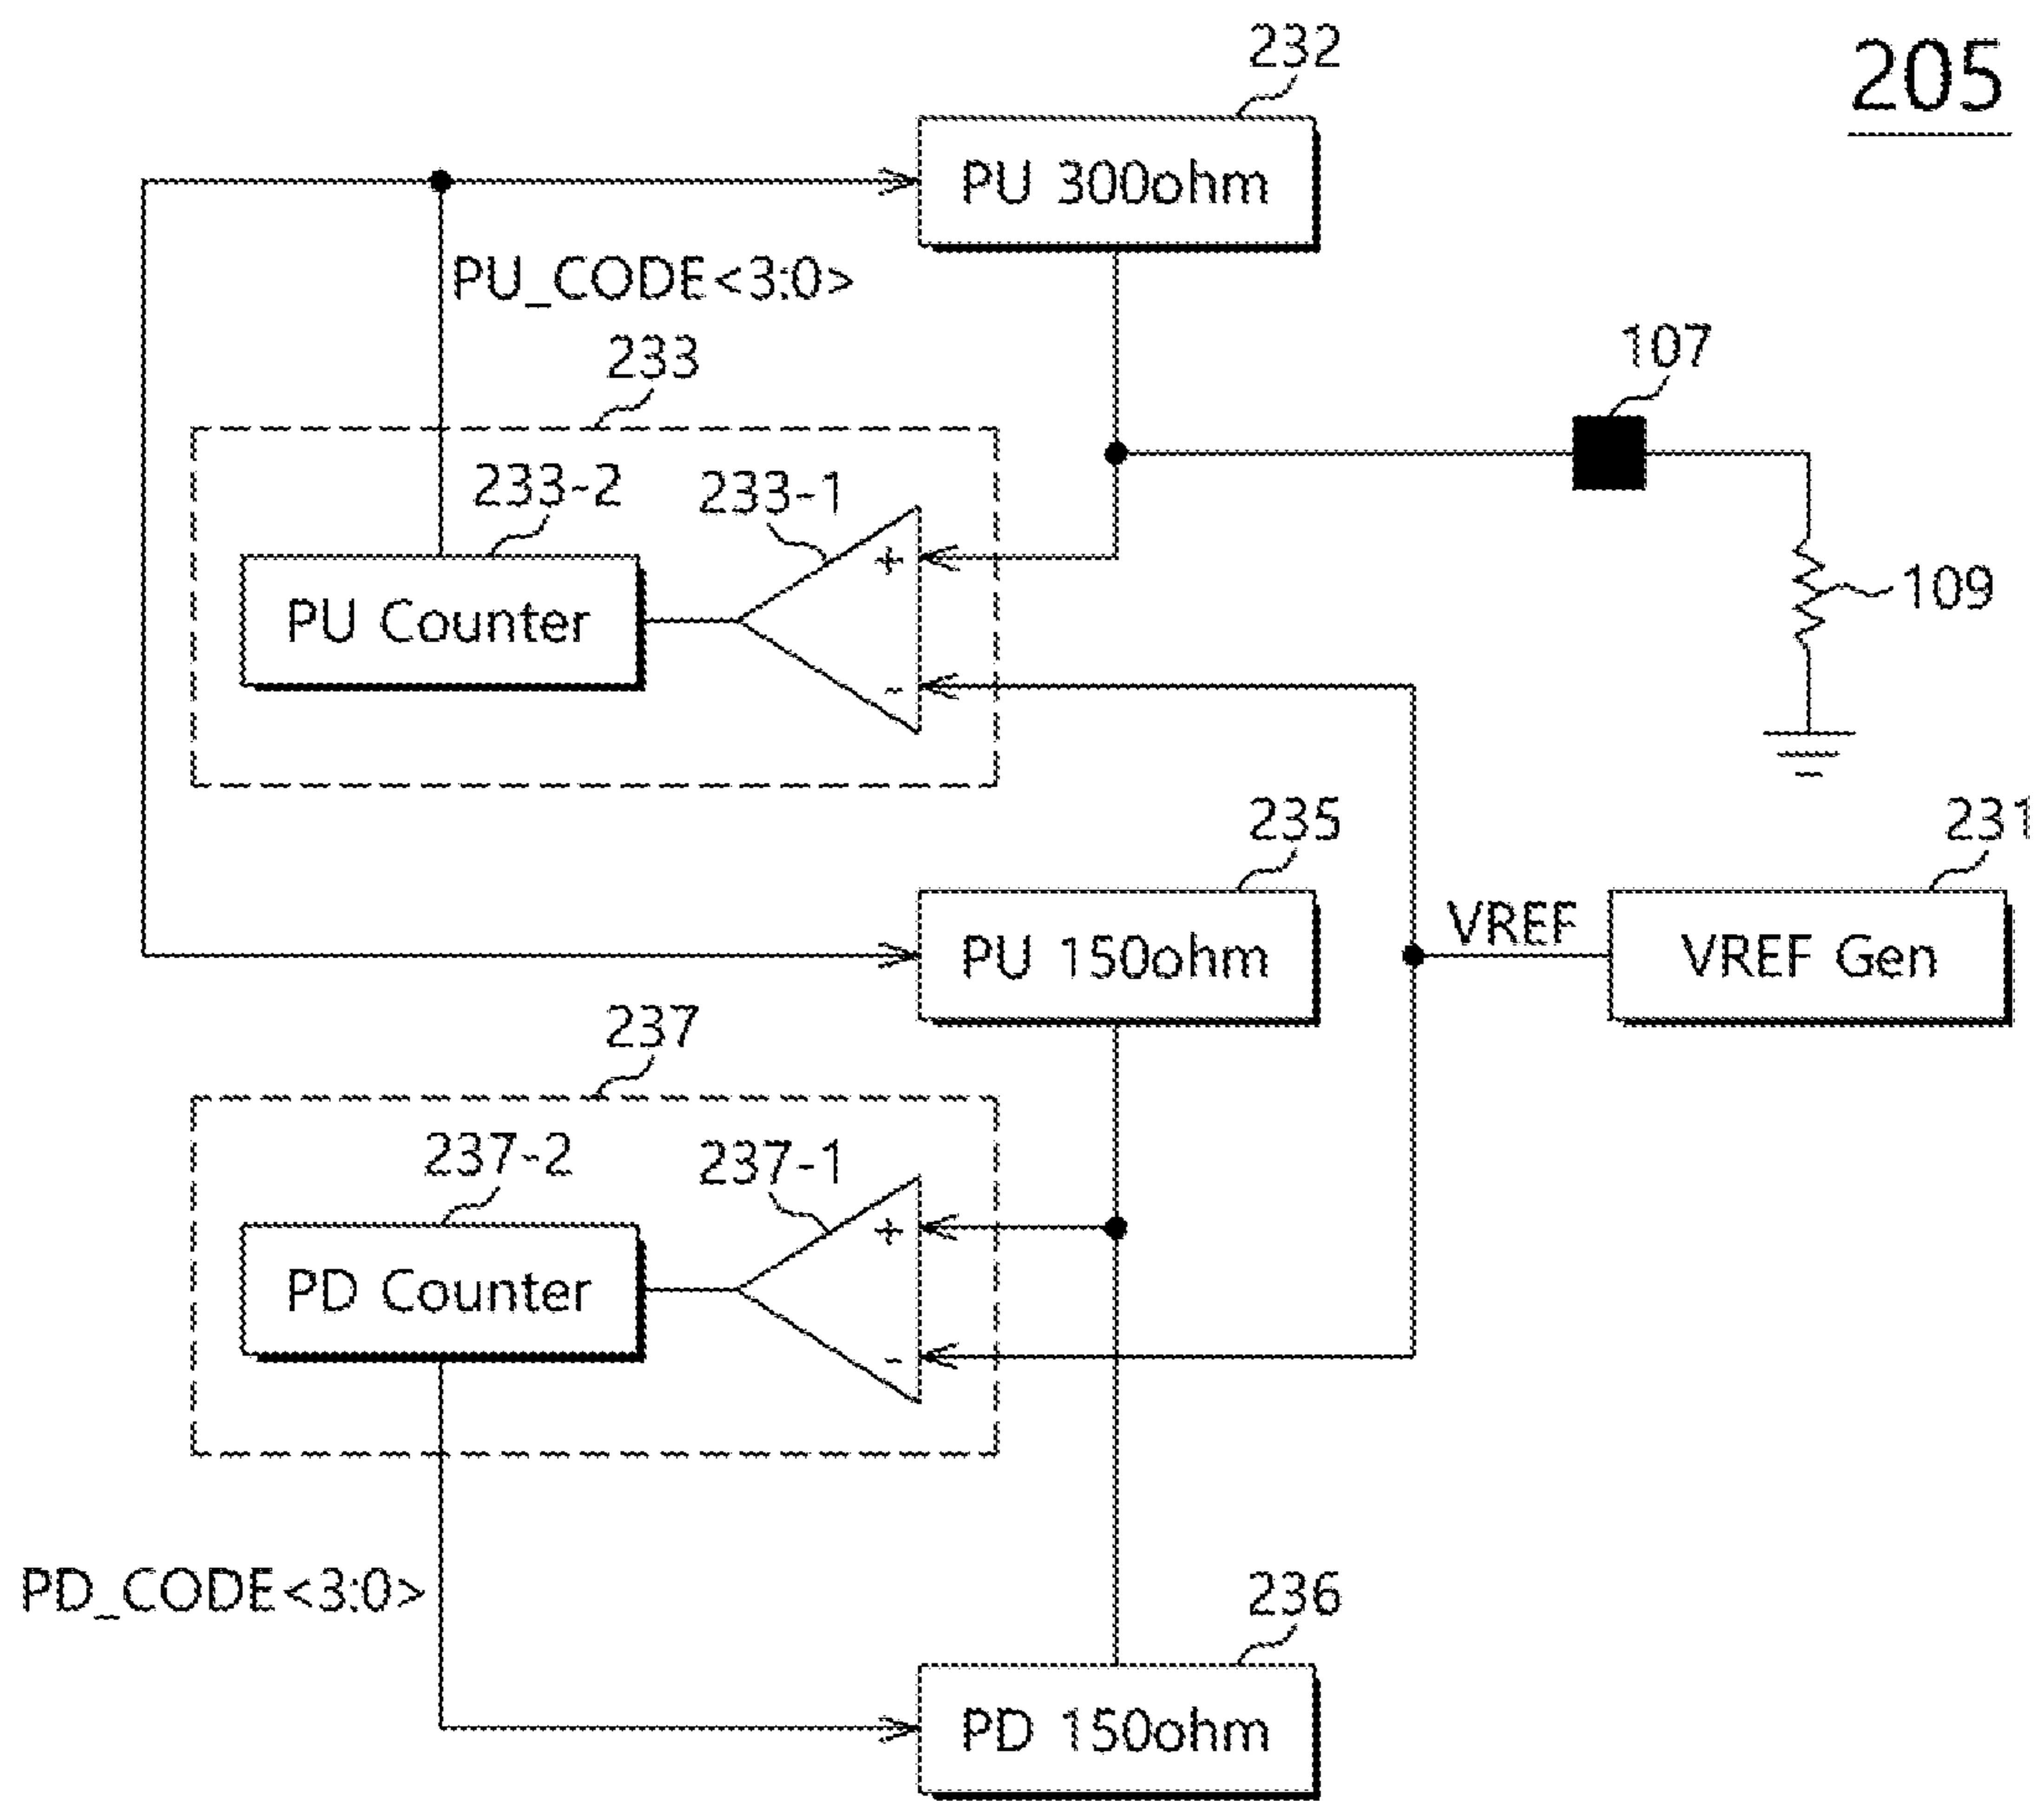 232
205
PU 300ohm
PU_CODE<3:0>
233
107
233-2
233-1
+
PU Counter
109
-
235
231
PU 150ohm
VREF
VREF Gen
237
237-2
237-1
+
PD Counter
-
PD_CODE<3:0>
236
PD 150ohm